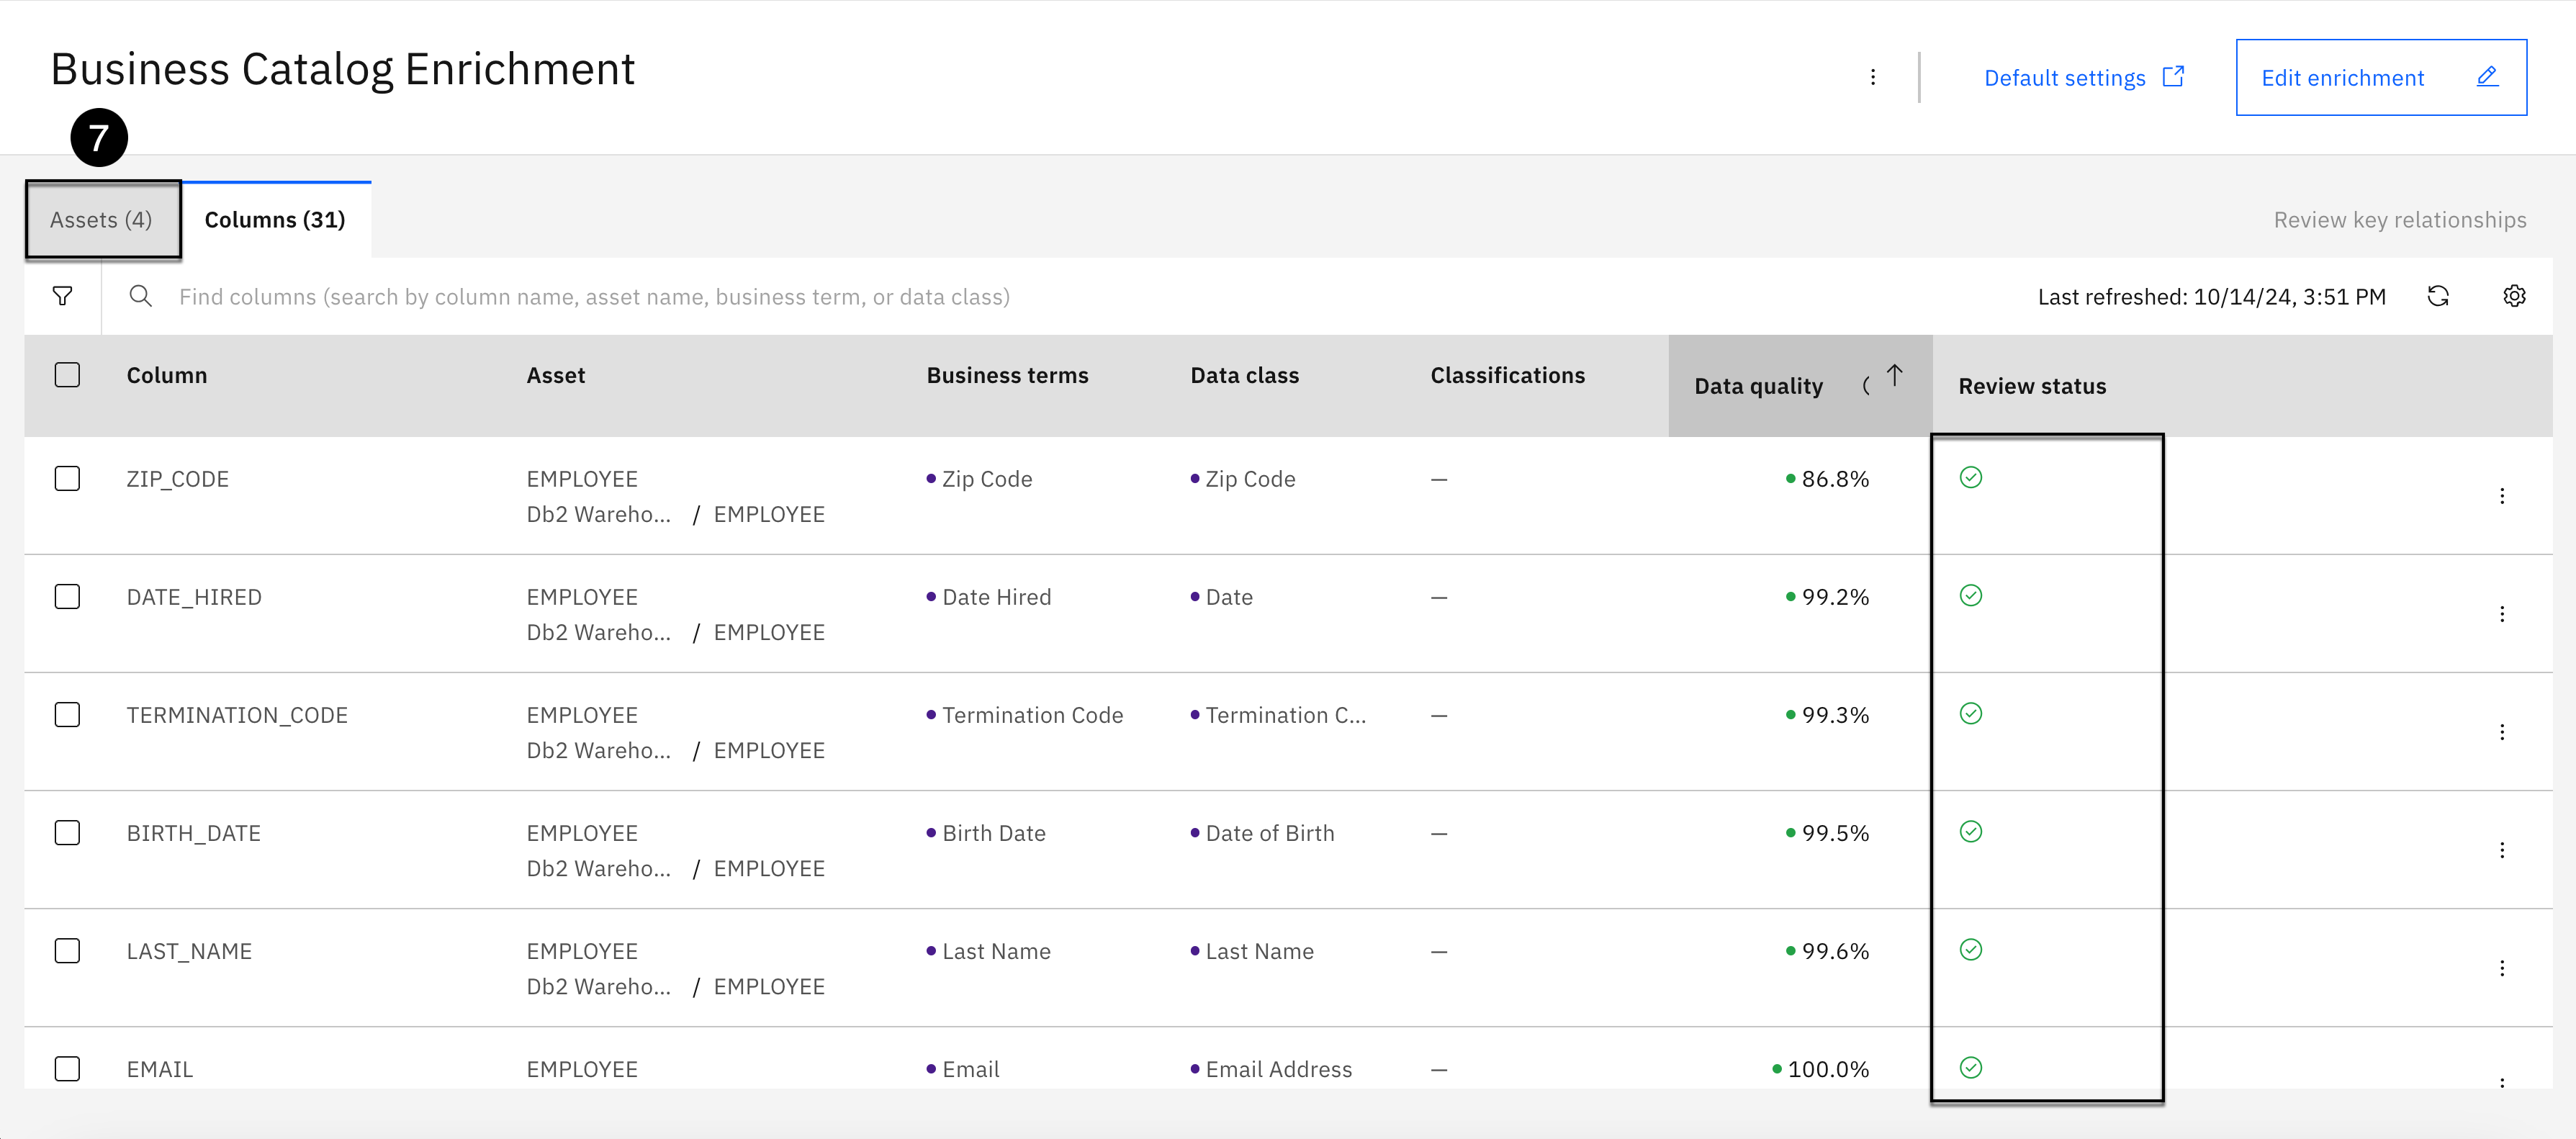 Business Catalog Enrichment
Default settings
Edit enrichment
7
Assets (4)
Columns (31)
Review key relationships
Find columns (search by column name, asset name, business term, or data class)
Last refreshed: 10/14/24, 3:51 PM
Column Asset Business terms Data class Classifications Data quality Review status
ZIP_CODE EMPLOYEE Zip Code Zip Code — 86.8%
Db2 Wareho... / EMPLOYEE
DATE_HIRED EMPLOYEE Date Hired Date — 99.2%
Db2 Wareho... / EMPLOYEE
TERMINATION_CODE EMPLOYEE Termination Code Termination C... — 99.3%
Db2 Wareho... / EMPLOYEE
BIRTH_DATE EMPLOYEE Birth Date Date of Birth — 99.5%
Db2 Wareho... / EMPLOYEE
LAST_NAME EMPLOYEE Last Name Last Name — 99.6%
Db2 Wareho... / EMPLOYEE
EMAIL EMPLOYEE Email Email Address — 100.0%